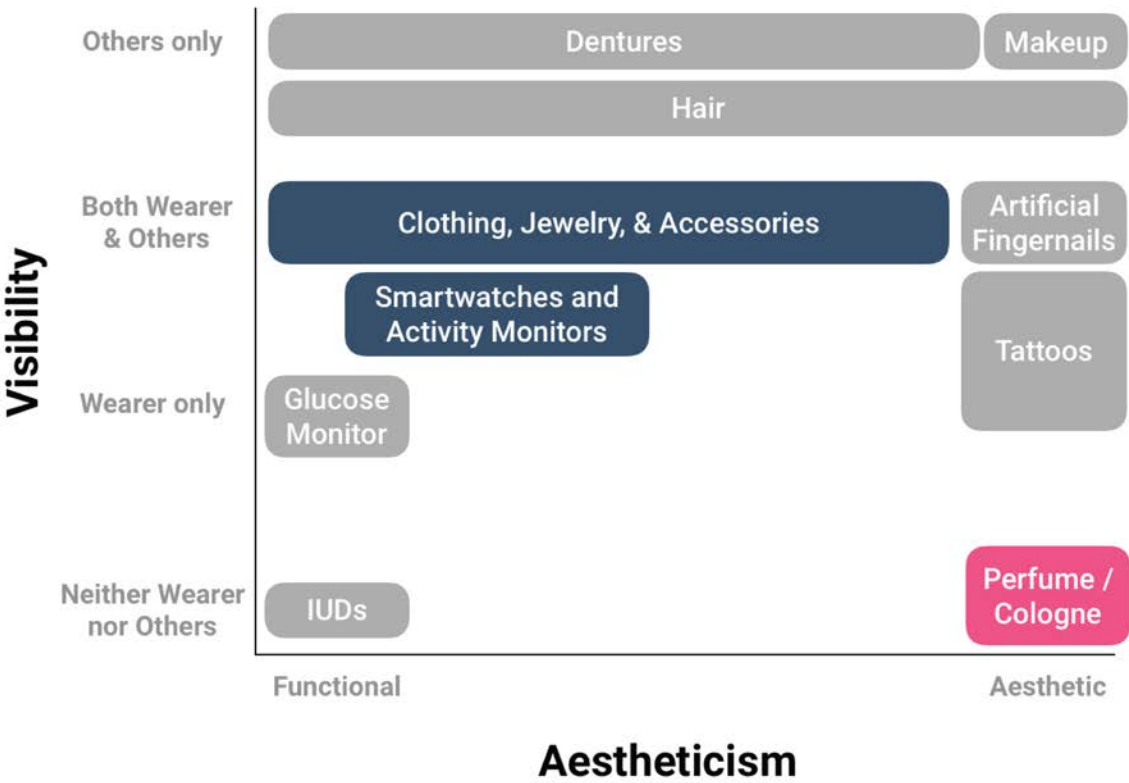 Others only
Dentures
Makeup
Hair
Both Wearer
& Others
Clothing, Jewelry, & Accessories
Artificial
Fingernails
Smartwatches and
Activity Monitors
Tattoos
Visibility
Wearer only
Glucose
Monitor
Neither Wearer
nor Others
IUDs
Perfume /
Cologne
Functional
Aesthetic
Aestheticism